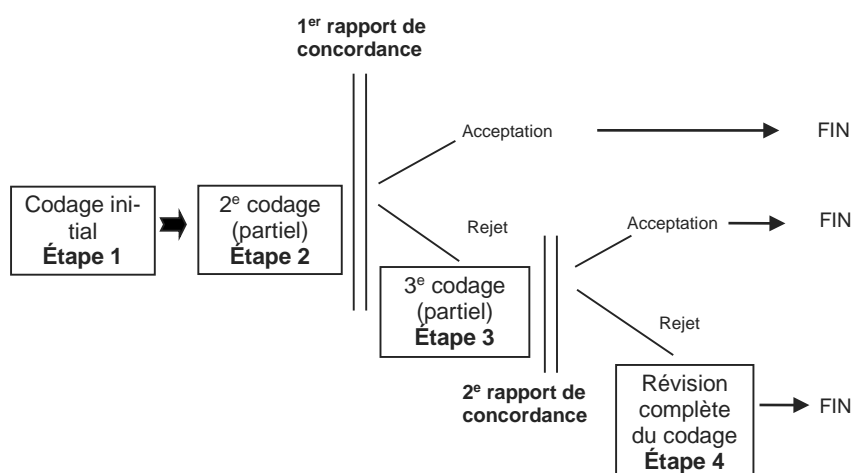 1er rapport de
concordance
Acceptation
FIN
Codage ini-
tial
Étape 1
2e codage
(partiel)
Étape 2
Rejet
Acceptation
FIN
3e codage
(partiel)
Étape 3
Rejet
2e rapport de
concordance
Révision
complète
du codage
Étape 4
FIN